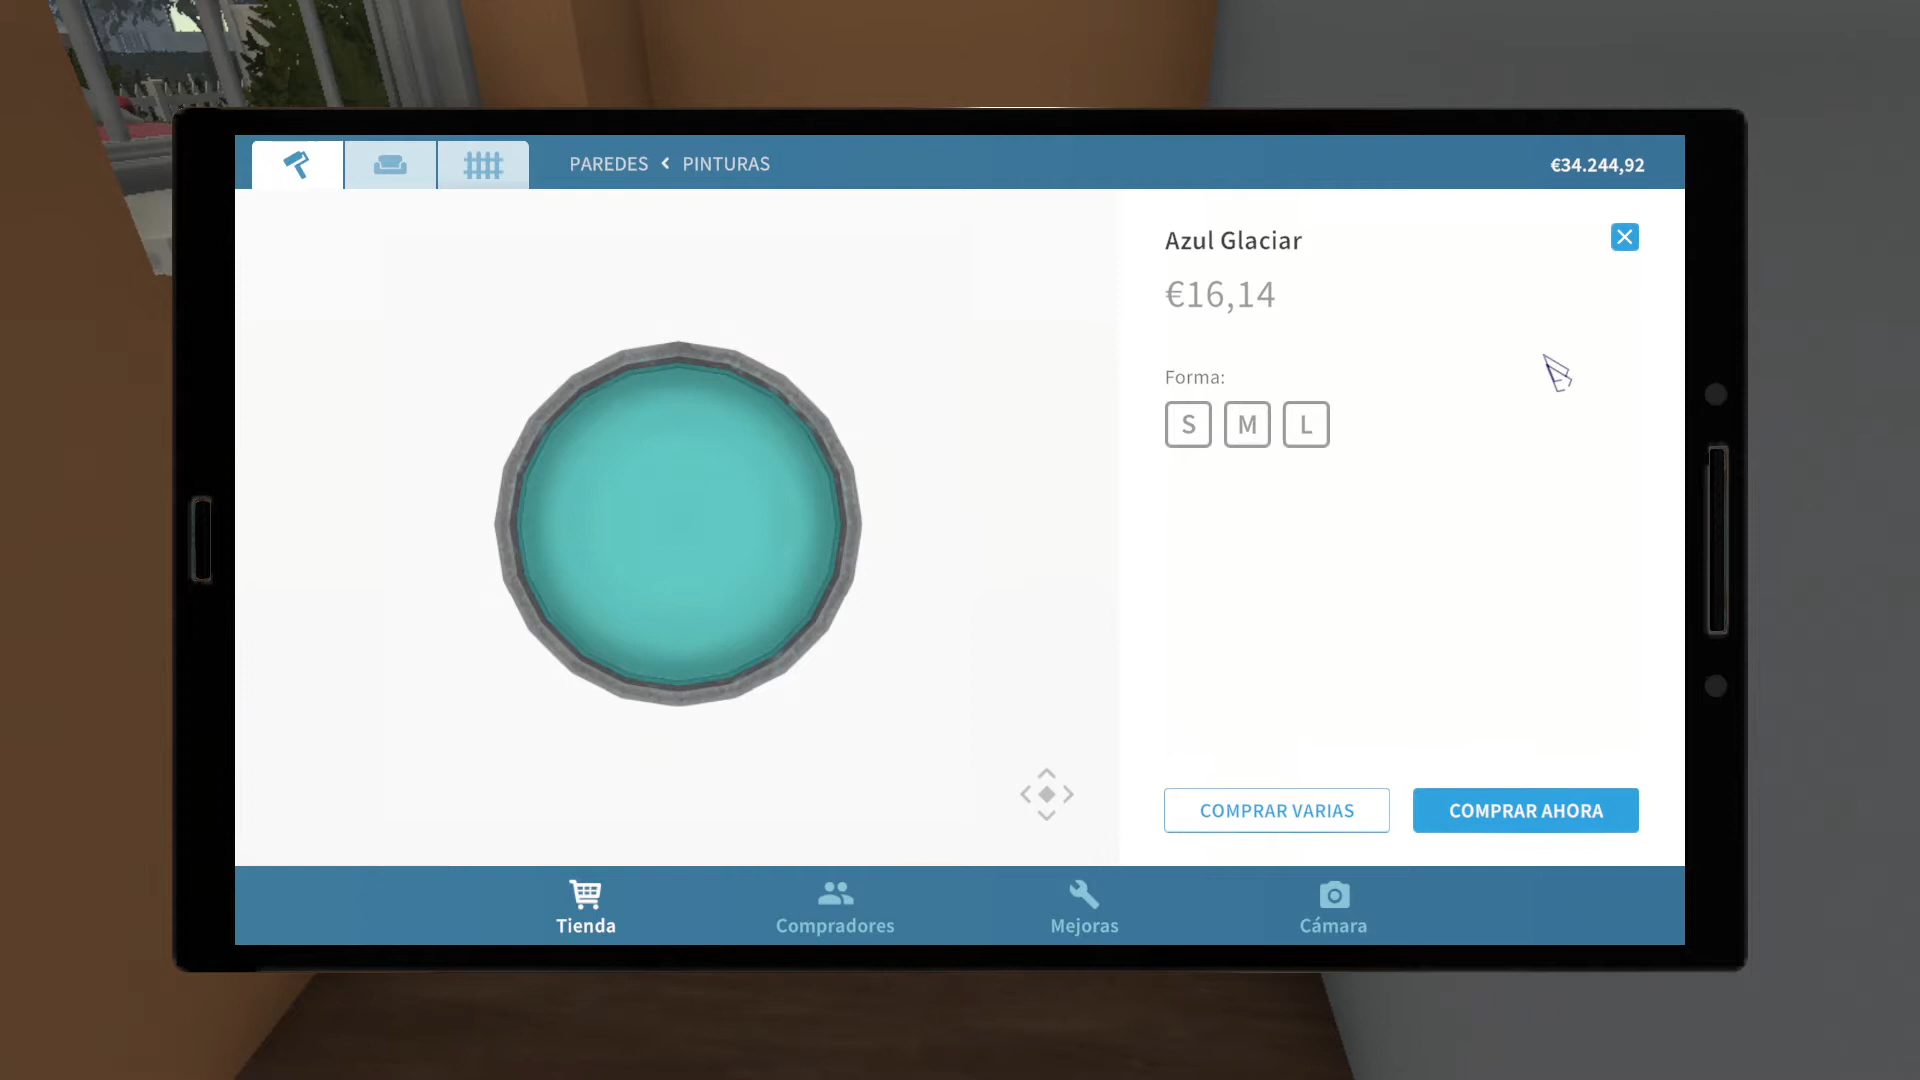 PAREDES < PINTURAS
€34.244,92
Azul Glaciar
€16,14
Forma:
S M L
COMPRAR VARIAS
COMPRAR AHORA
Tienda
Compradores
Mejoras
Cámara